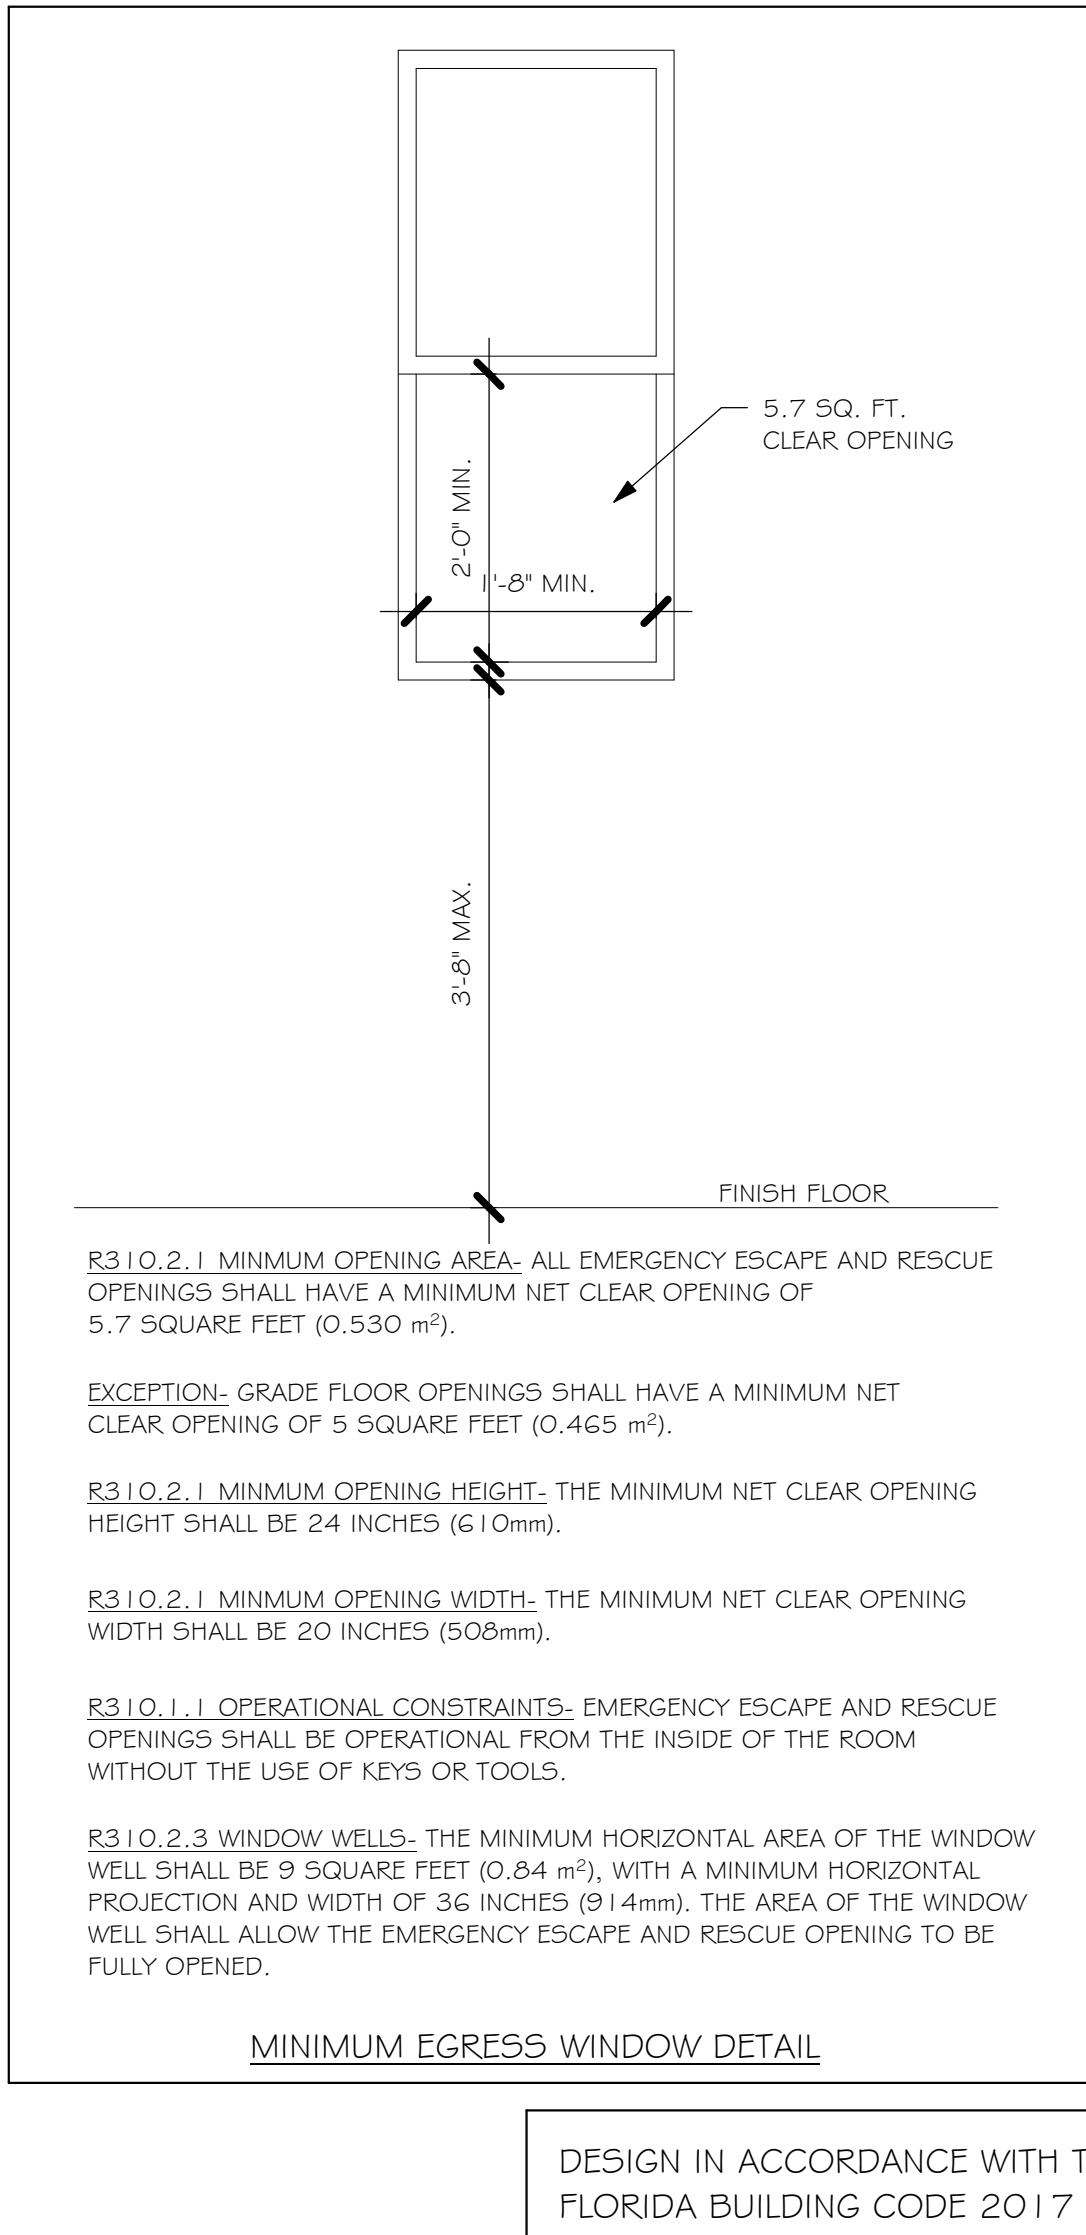 5.7 SQ. FT.
CLEAR OPENING
2'-0" MIN.
1'-8" MIN.
3'-8" MAX.
FINISH FLOOR
R310.2.1 MINMUM OPENING AREA- ALL EMERGENCY ESCAPE AND RESCUE
OPENINGS SHALL HAVE A MINIMUM NET CLEAR OPENING OF
5.7 SQUARE FEET (0.530 m²).
EXCEPTION- GRADE FLOOR OPENINGS SHALL HAVE A MINIMUM NET
CLEAR OPENING OF 5 SQUARE FEET (0.465 m²).
R310.2.1 MINMUM OPENING HEIGHT- THE MINIMUM NET CLEAR OPENING
HEIGHT SHALL BE 24 INCHES (610mm).
R310.2.1 MINMUM OPENING WIDTH- THE MINIMUM NET CLEAR OPENING
WIDTH SHALL BE 20 INCHES (508mm).
R310.1.1 OPERATIONAL CONSTRAINTS- EMERGENCY ESCAPE AND RESCUE
OPENINGS SHALL BE OPERATIONAL FROM THE INSIDE OF THE ROOM
WITHOUT THE USE OF KEYS OR TOOLS.
R310.2.3 WINDOW WELLS- THE MINIMUM HORIZONTAL AREA OF THE WINDOW
WELL SHALL BE 9 SQUARE FEET (0.84 m²), WITH A MINIMUM HORIZONTAL
PROJECTION AND WIDTH OF 36 INCHES (914mm). THE AREA OF THE WINDOW
WELL SHALL ALLOW THE EMERGENCY ESCAPE AND RESCUE OPENING TO BE
FULLY OPENED.
MINIMUM EGRESS WINDOW DETAIL
DESIGN IN ACCORDANCE WITH
FLORIDA BUILDING CODE 2017